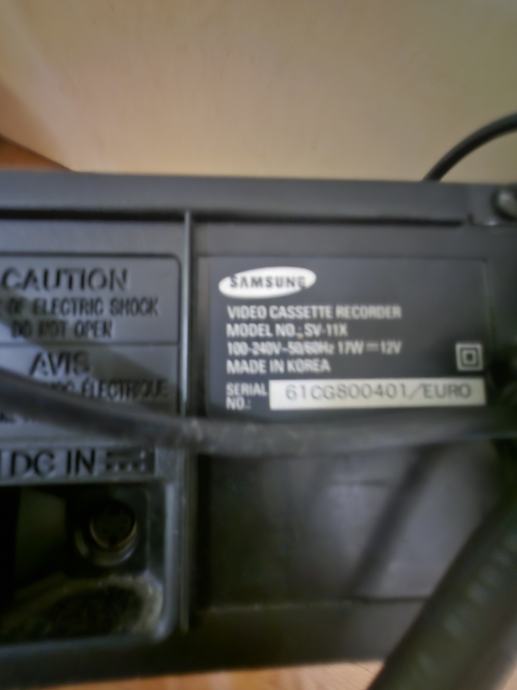 CAUTION
OF ELECTRIC SHOCK
DO NOT OPEN
AVIS
ÉLECTRIQUE
DC IN
SAMSUNG
VIDEO CASSETTE RECORDER
MODEL NO.: SV-11X
100-240V~50/60Hz 17W ⎓ 12V
MADE IN KOREA
SERIAL
NO.:
61CG800401/EURO